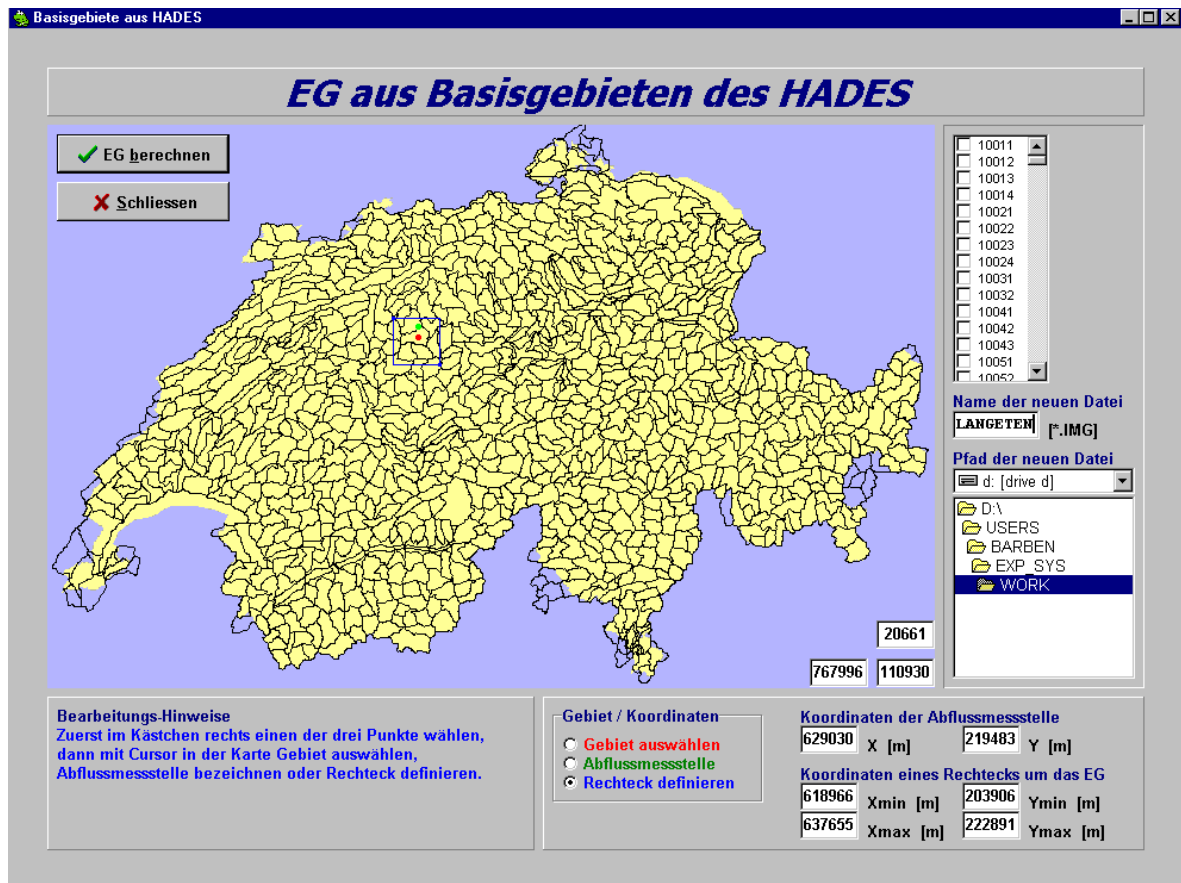 Basisgebiete aus HADES
EG aus Basisgebieten des HADES
EG berechnen
Schliessen
10011
10012
10013
10014
10021
10022
10023
10024
10031
10032
10041
10042
10043
10051
10052
Name der neuen Datei
LANGETEN [*.IMG]
Pfad der neuen Datei
d: [drive d]
D:\
USERS
BARBEN
EXP_SYS
WORK
20661
767996 110930
Bearbeitungs-Hinweise
Zuerst im Kästchen rechts einen der drei Punkte wählen,
dann mit Cursor in der Karte Gebiet auswählen,
Abflussmessstelle bezeichnen oder Rechteck definieren.
Gebiet / Koordinaten
Gebiet auswählen
Abflussmessstelle
Rechteck definieren
Koordinaten der Abflussmessstelle
629030 X [m] 219483 Y [m]
Koordinaten eines Rechtecks um das EG
618966 Xmin [m] 203906 Ymin [m]
637655 Xmax [m] 222891 Ymax [m]